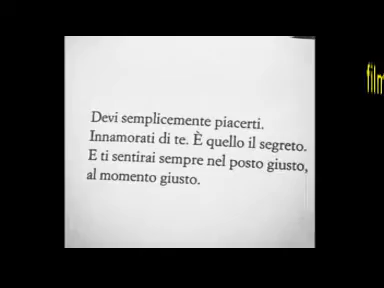 Devi semplicemente piacerti.
Innamorati di te. È quello il segreto.
E ti sentirai sempre nel posto giusto,
al momento giusto.
film